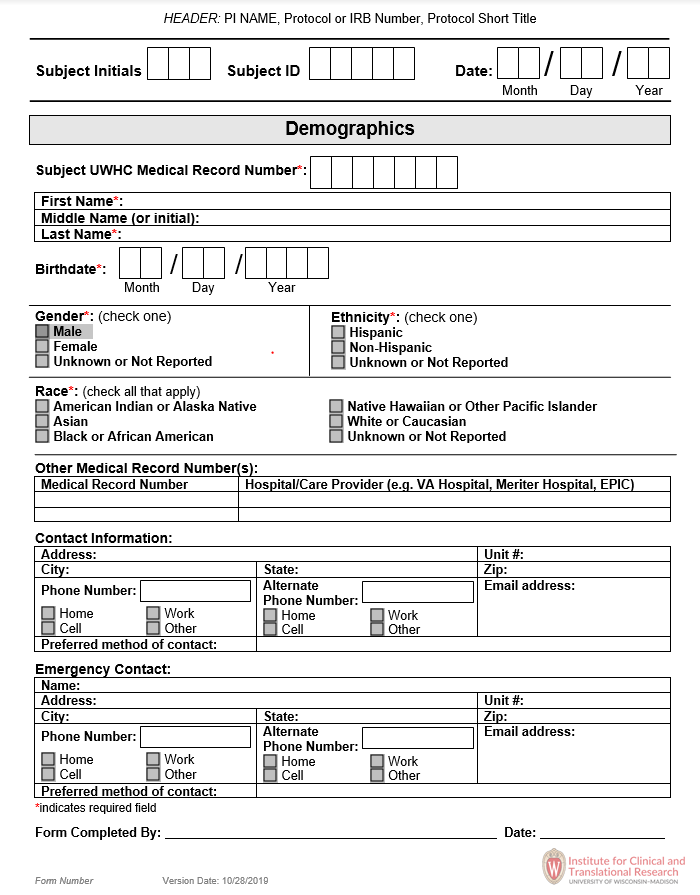 HEADER: PI NAME, Protocol or IRB Number, Protocol Short Title
Subject Initials Subject ID Date: / /
Month Day Year
Demographics
Subject UWHC Medical Record Number*:
First Name*:
Middle Name (or initial):
Last Name*:
Birthdate*: / /
Month Day Year
Gender*: (check one)
Male
Female
Unknown or Not Reported
Ethnicity*: (check one)
Hispanic
Non-Hispanic
Unknown or Not Reported
Race*: (check all that apply)
American Indian or Alaska Native
Asian
Black or African American
Native Hawaiian or Other Pacific Islander
White or Caucasian
Unknown or Not Reported
Other Medical Record Number(s):
Medical Record Number Hospital/Care Provider (e.g. VA Hospital, Meriter Hospital, EPIC)
Contact Information:
Address: Unit #:
City: State: Zip:
Phone Number:
Home Work
Cell Other
Alternate
Phone Number:
Home Work
Cell Other
Email address:
Preferred method of contact:
Emergency Contact:
Name:
Address: Unit #:
City: State: Zip:
Phone Number:
Home Work
Cell Other
Alternate
Phone Number:
Home Work
Cell Other
Email address:
Preferred method of contact:
*indicates required field
Form Completed By: Date:
Form Number Version Date: 10/28/2019
Institute for Clinical and
Translational Research
UNIVERSITY OF WISCONSIN-MADISON